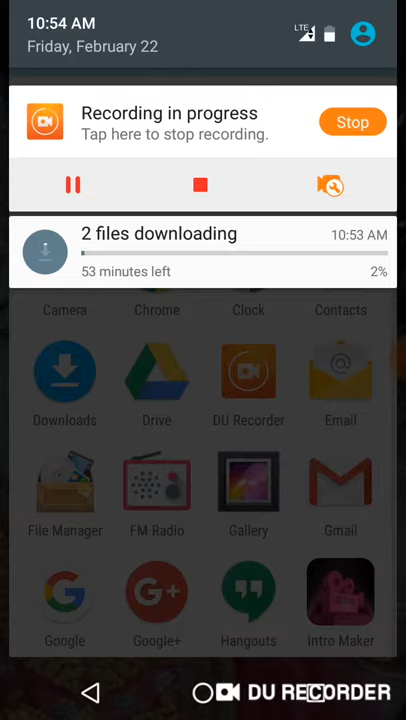 10:54 AM
LTE
Friday, February 22
Recording in progress
Tap here to stop recording.
Stop
2 files downloading
10:53 AM
53 minutes left
2%
Camera
Chrome
Clock
Contacts
Downloads
Drive
DU Recorder
Email
File Manager
FM Radio
Gallery
Gmail
Google
Google+
Hangouts
Intro Maker
DU RECORDER